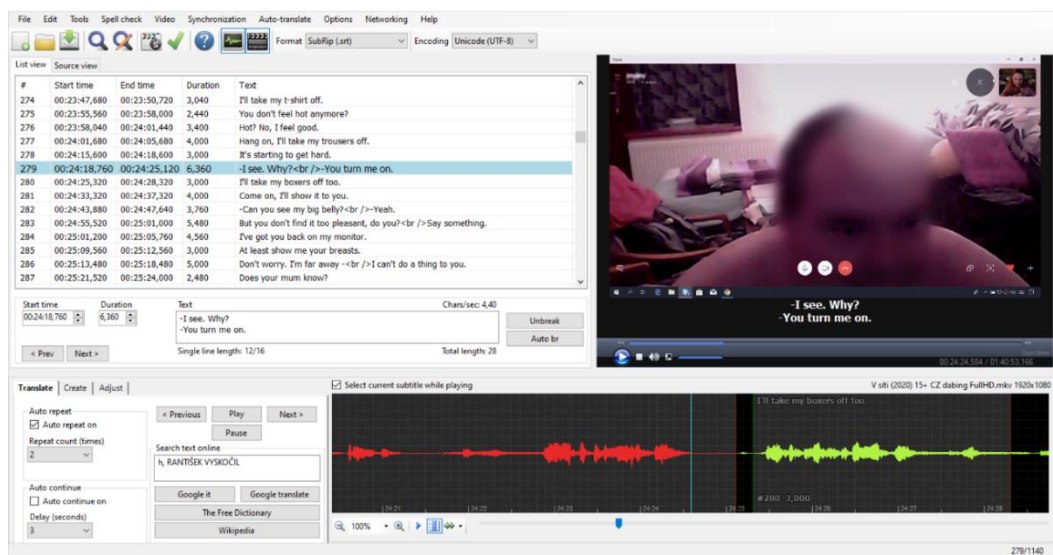 File Edit Tools Spell check Video Synchronization Auto-translate Options Networking Help
Format SubRip (.srt) Encoding Unicode (UTF-8)
List view Source view
# Start time End time Duration Text
274 00:23:47,680 00:23:50,720 3,040 I'll take my t-shirt off.
275 00:23:55,560 00:23:58,000 2,440 You don't feel hot anymore?
276 00:23:58,040 00:24:01,440 3,400 Hot? No, I feel good.
277 00:24:01,680 00:24:05,680 4,000 Hang on, I'll take my trousers off.
278 00:24:15,600 00:24:18,600 3,000 It's starting to get hard.
279 00:24:18,760 00:24:25,120 6,360 -I see. Why?<br />-You turn me on.
280 00:24:25,320 00:24:28,320 3,000 I'll take my boxers off too.
281 00:24:33,320 00:24:37,320 4,000 Come on, I'll show it to you.
282 00:24:43,880 00:24:47,640 3,760 -Can you see my big belly?<br />-Yeah.
283 00:24:55,520 00:25:01,000 5,480 But you don't find it too pleasant, do you?<br />Say something.
284 00:25:01,200 00:25:05,760 4,560 I've got you back on my monitor.
285 00:25:09,560 00:25:12,560 3,000 At least show me your breasts.
286 00:25:13,480 00:25:18,480 5,000 Don't worry. I'm far away -<br />I can't do a thing to you.
287 00:25:21,520 00:25:24,000 2,480 Does your mum know?
-I see. Why?
-You turn me on.
00:24:24,584 / 01:40:53,166
Start time Duration Text Chars/sec: 4,40
00:24:18,760 6,360 -I see. Why?
-You turn me on.
Unbreak
Auto br
< Prev Next > Single line length: 12/16 Total length: 28
Translate Create Adjust
Auto repeat
Auto repeat on
Repeat count (times)
2
Auto continue
Auto continue on
Delay (seconds)
3
< Previous Play Next >
Pause
Search text online
h, RANTIŠEK VYSKOČIL
Google it Google translate
The Free Dictionary
Wikipedia
Select current subtitle while playing V siti (2020) 15+ CZ dabing FullHD.mkv 1920x1080
I'll take my boxers off too.
#280 3,000
24:21 24:22 24:23 24:24 24:25 24:26 24:27 24:28
100%
279/1140